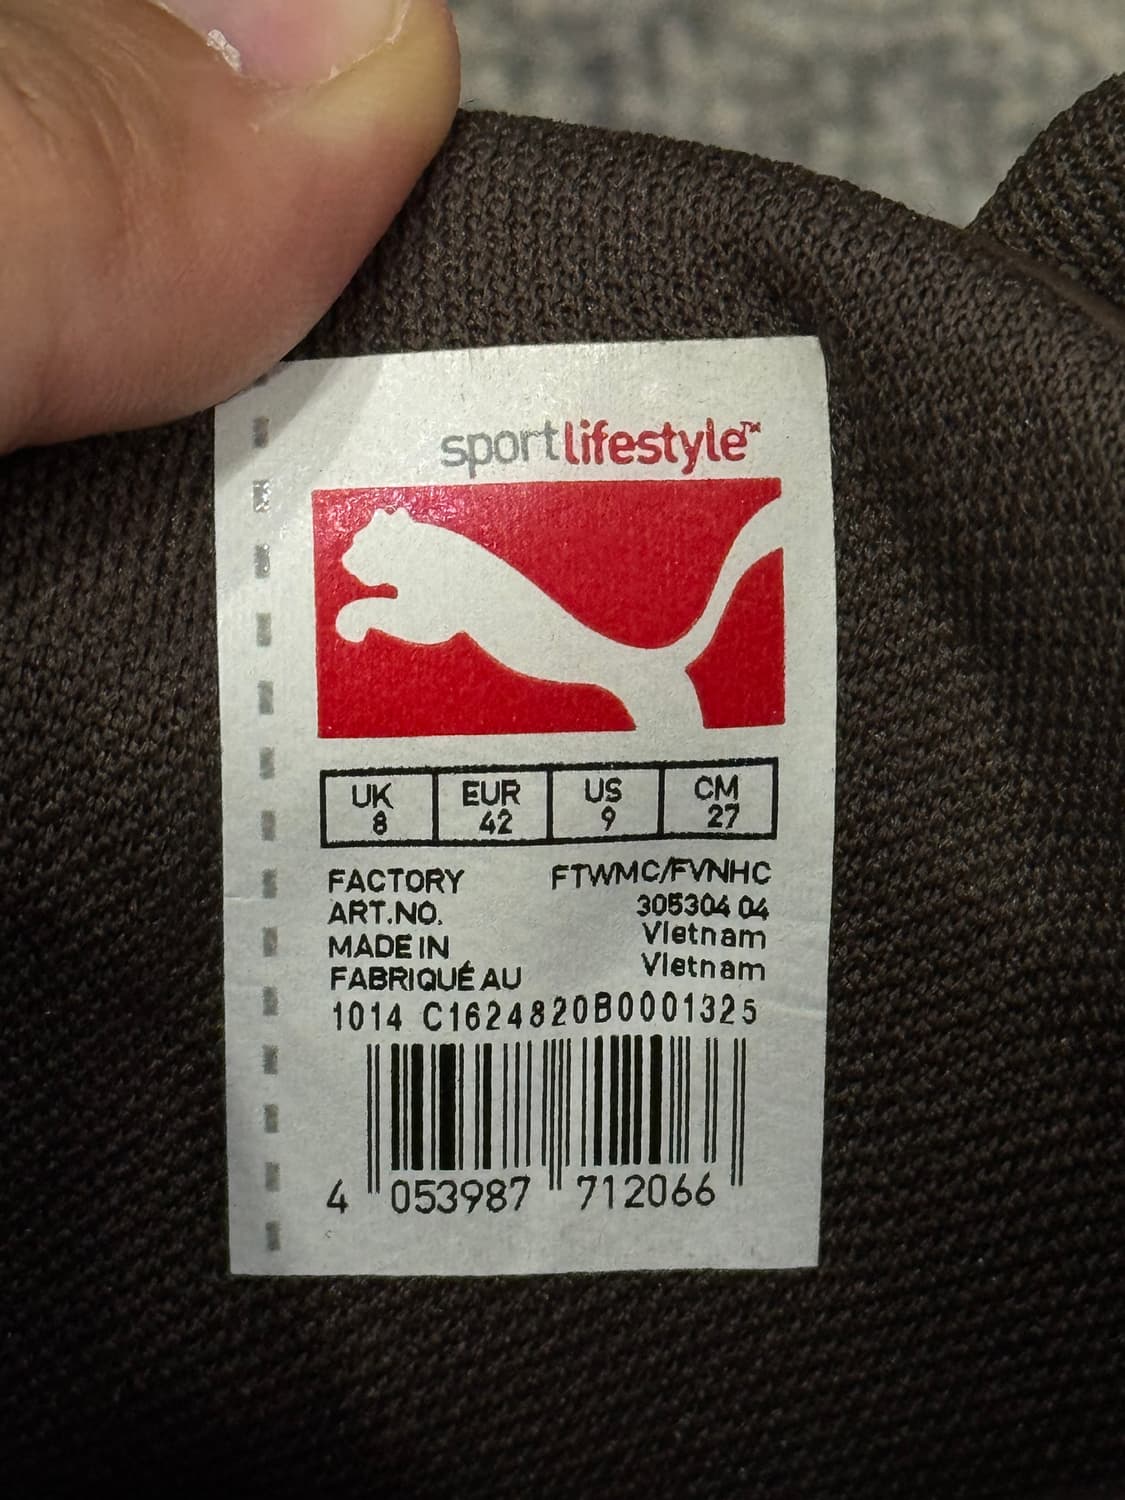 sportlifestyle™
UK EUR US CM
8 42 9 27
FACTORY FTWMC/FVNHC
ART.NO. 305304 04
MADE IN Vietnam
FABRIQUÉ AU Vietnam
1014 C1624820B0001325
4 053987 712066